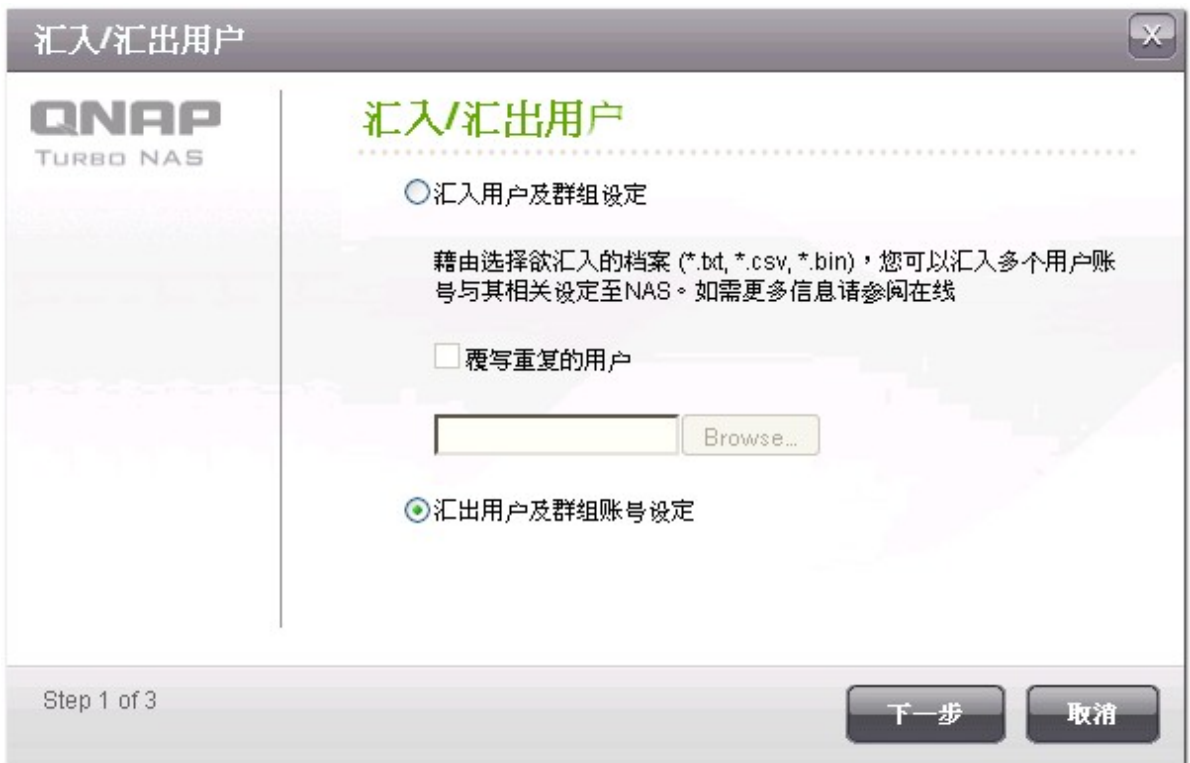 汇入/汇出用户
X
QNAP
TURBO NAS
汇入/汇出用户
汇入用户及群组设定
藉由选择欲汇入的档案 (*.txt, *.csv, *.bin)，您可以汇入多个用户账
号与其相关设定至NAS。如需更多信息请参阅在线
覆写重复的用户
Browse...
汇出用户及群组账号设定
Step 1 of 3
下一步
取消